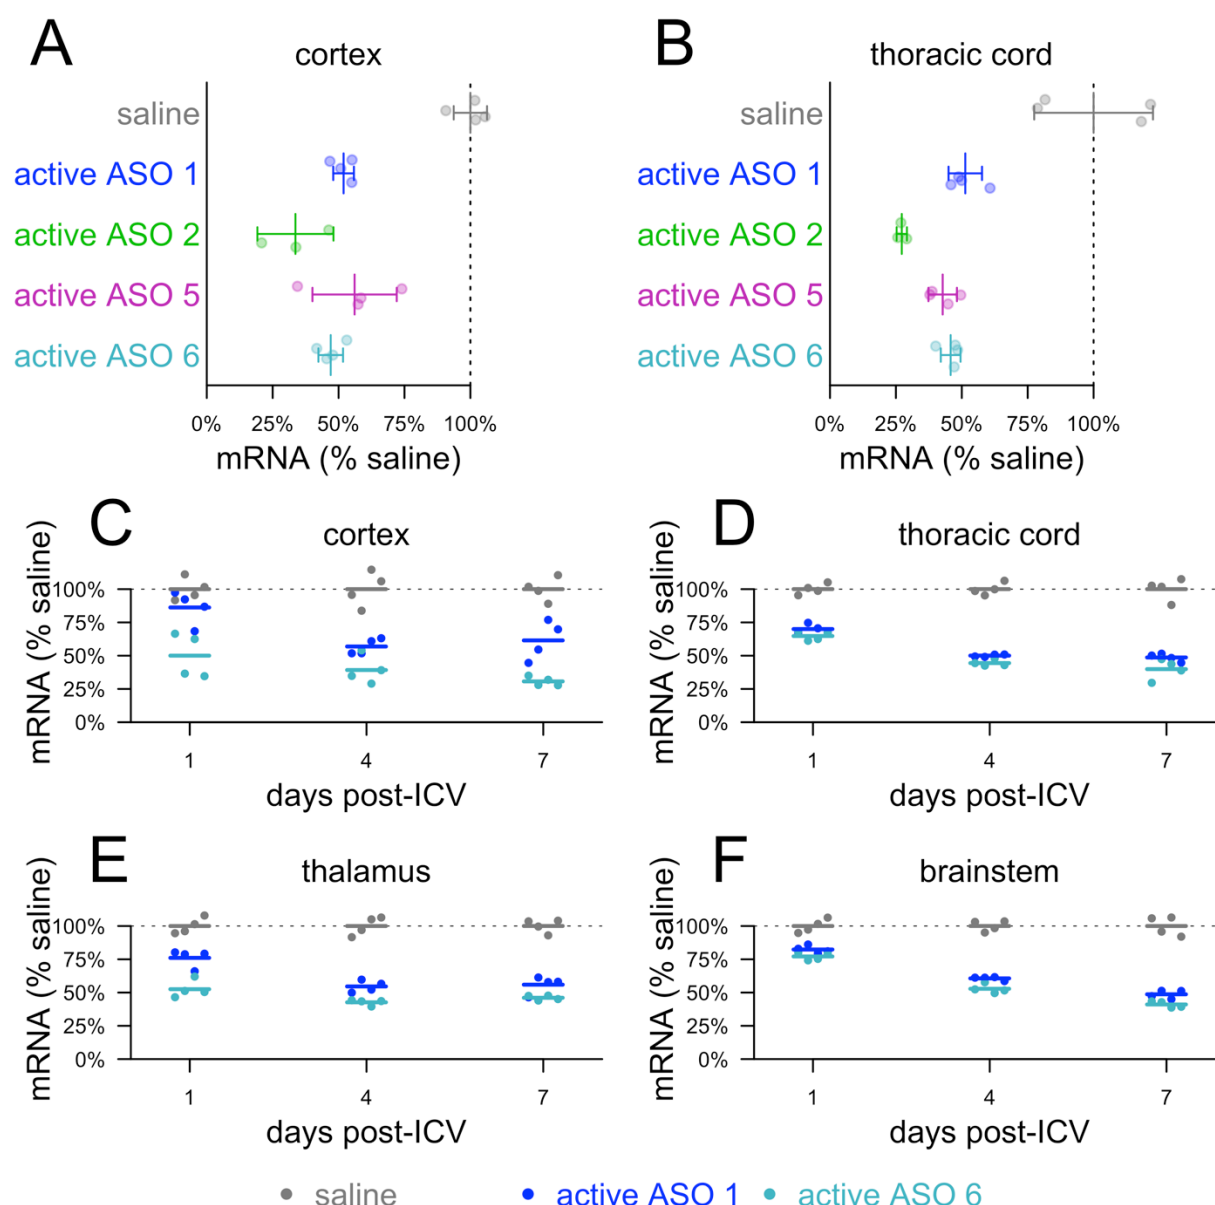 A
cortex
saline
active ASO 1
active ASO 2
active ASO 5
active ASO 6
0% 25% 50% 75% 100%
mRNA (% saline)
B
thoracic cord
saline
active ASO 1
active ASO 2
active ASO 5
active ASO 6
0% 25% 50% 75% 100%
mRNA (% saline)
C
cortex
mRNA (% saline)
100%
75%
50%
25%
0%
1 4 7
days post-ICV
D
thoracic cord
mRNA (% saline)
100%
75%
50%
25%
0%
1 4 7
days post-ICV
E
thalamus
mRNA (% saline)
100%
75%
50%
25%
0%
1 4 7
days post-ICV
F
brainstem
mRNA (% saline)
100%
75%
50%
25%
0%
1 4 7
days post-ICV
saline active ASO 1 active ASO 6